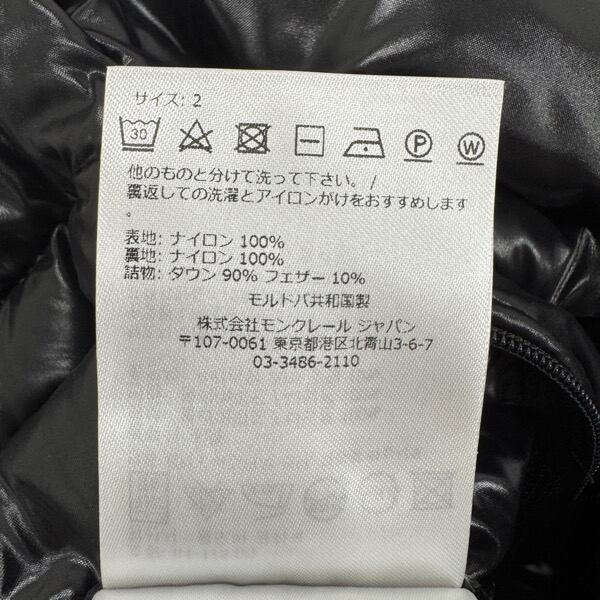 サイズ: 2
30 P W
他のものと分けて洗って下さい。/
裏返しての洗濯とアイロンがけをおすすめします
。
表地: ナイロン 100%
裏地: ナイロン 100%
詰物: ダウン 90% フェザー 10%
モルドバ共和国製
株式会社モンクレール ジャパン
〒107-0061 東京都港区北青山3-6-7
03-3486-2110